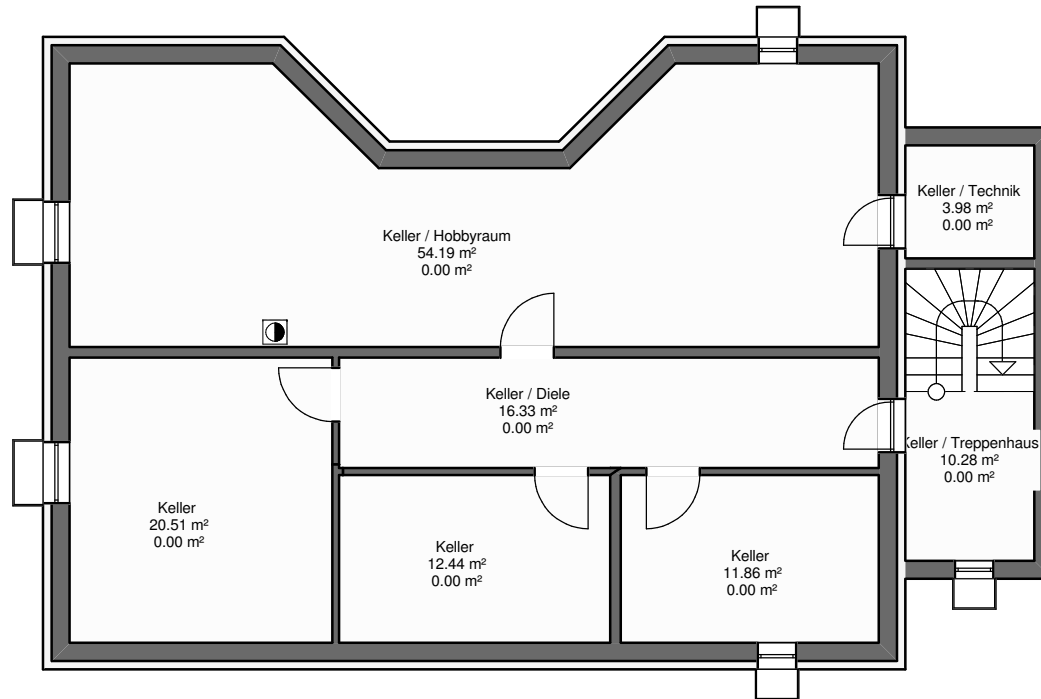 Keller / Technik
3.98 m²
0.00 m²
Keller / Hobbyraum
54.19 m²
0.00 m²
Keller / Diele
16.33 m²
0.00 m²
Keller / Treppenhaus
10.28 m²
0.00 m²
Keller
20.51 m²
0.00 m²
Keller
12.44 m²
0.00 m²
Keller
11.86 m²
0.00 m²